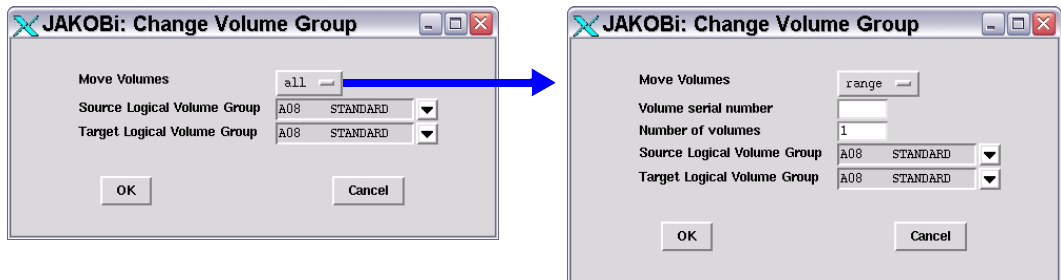 JAKOBi: Change Volume Group
Move Volumes all
Source Logical Volume Group A08 STANDARD
Target Logical Volume Group A08 STANDARD
OK Cancel
JAKOBi: Change Volume Group
Move Volumes range
Volume serial number
Number of volumes 1
Source Logical Volume Group A08 STANDARD
Target Logical Volume Group A08 STANDARD
OK Cancel